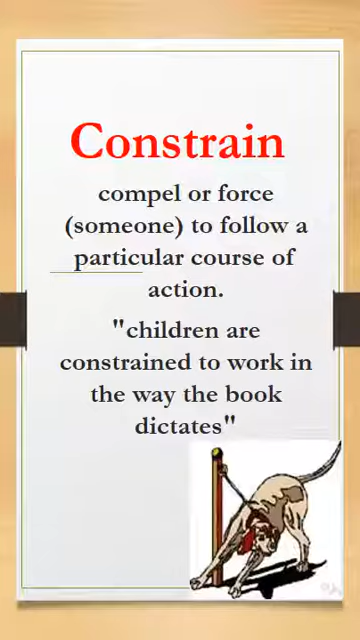 Constrain
compel or force
(someone) to follow a
particular course of
action.
"children are
constrained to work in
the way the book
dictates"